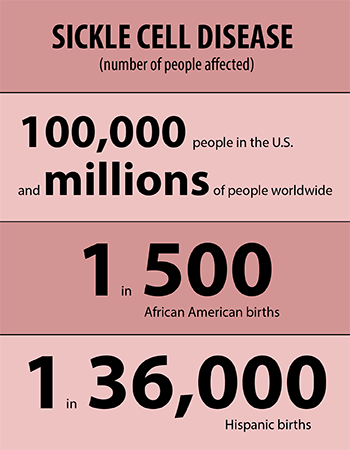 SICKLE CELL DISEASE
(number of people affected)
100,000 people in the U.S.
and millions of people worldwide
1 in 500
African American births
1 in 36,000
Hispanic births